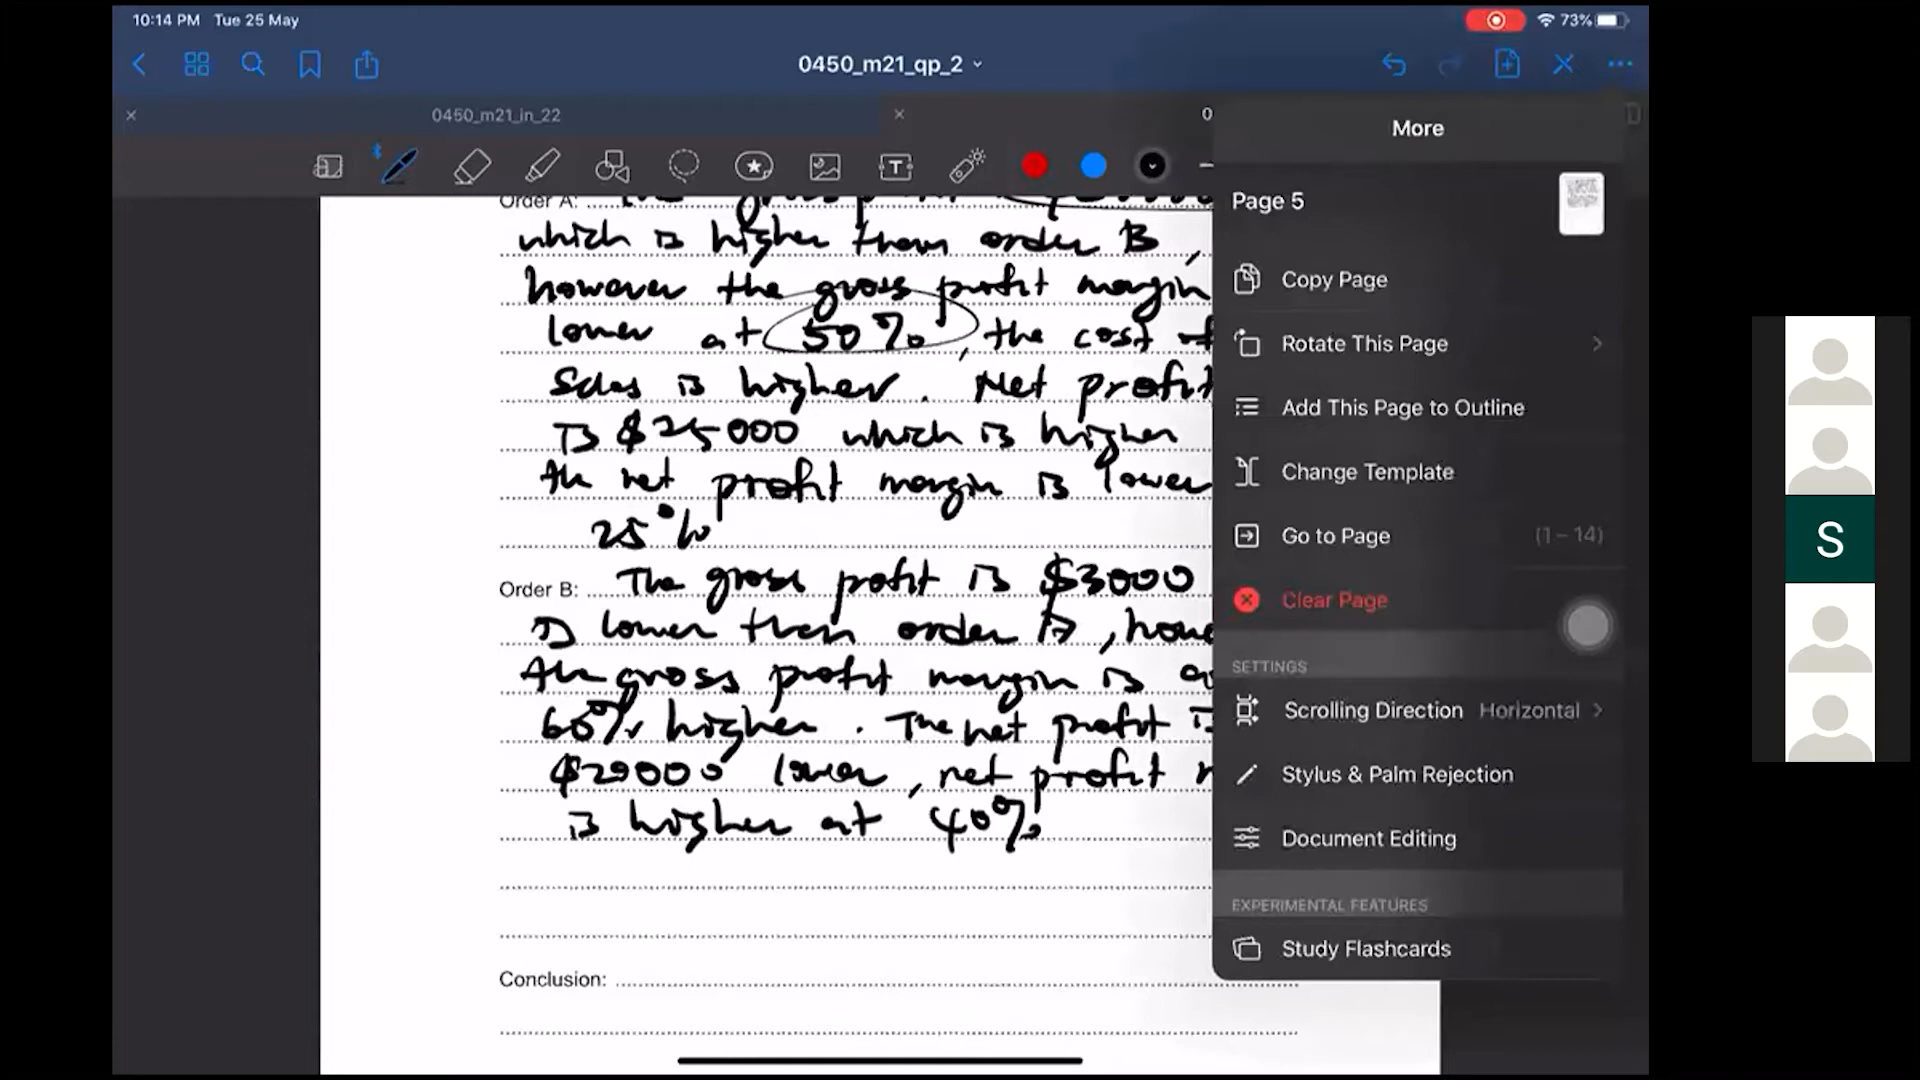 10:14 PM Tue 25 May
73%
0450_m21_qp_2
0450_m21_in_22
0
More
Page 5
Copy Page
Rotate This Page
Add This Page to Outline
Change Template
Go to Page (1 – 14)
Clear Page
SETTINGS
Scrolling Direction Horizontal
Stylus & Palm Rejection
Document Editing
EXPERIMENTAL FEATURES
Study Flashcards
Order A:
which is higher than order B,
however the gross profit margin
lower at 50%, the cost of
Sales is higher. Net profit
is $25000 which is higher
the net profit margin is lower
25%
Order B: The gross profit is $3000
is lower than order A,
the gross profit margin is
60% higher. The net profit
$20000 lower, net profit
is higher at 40%
Conclusion:
S